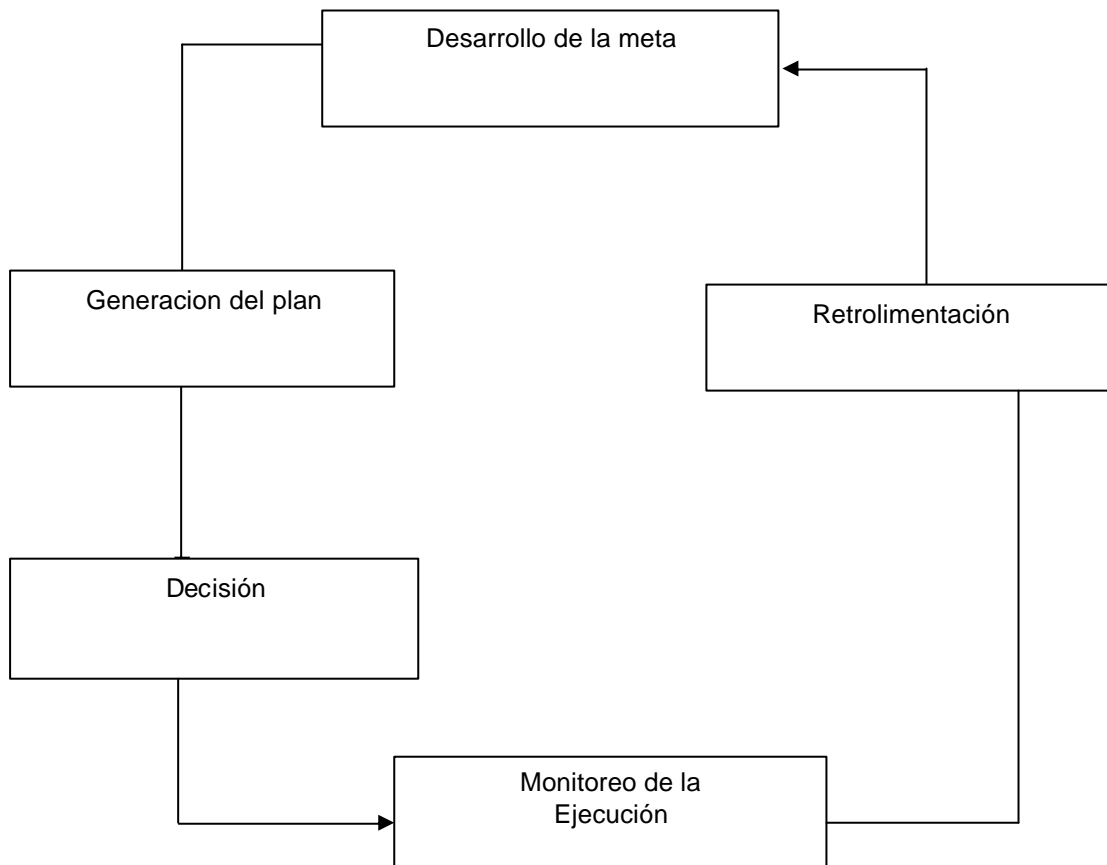 Desarrollo de la meta
Generacion del plan
Retrolimentación
Decisión
Monitoreo de la
Ejecución